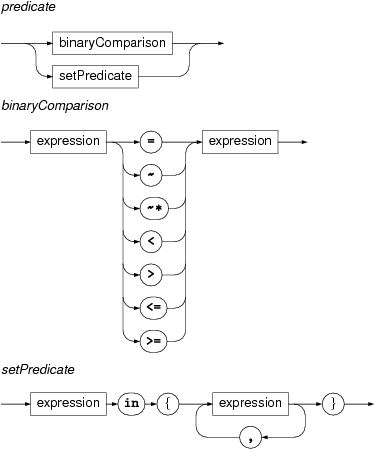 predicate
binaryComparison
setPredicate
binaryComparison
expression = expression
~
~*
<
>
<=
>=
setPredicate
expression in { expression }
,